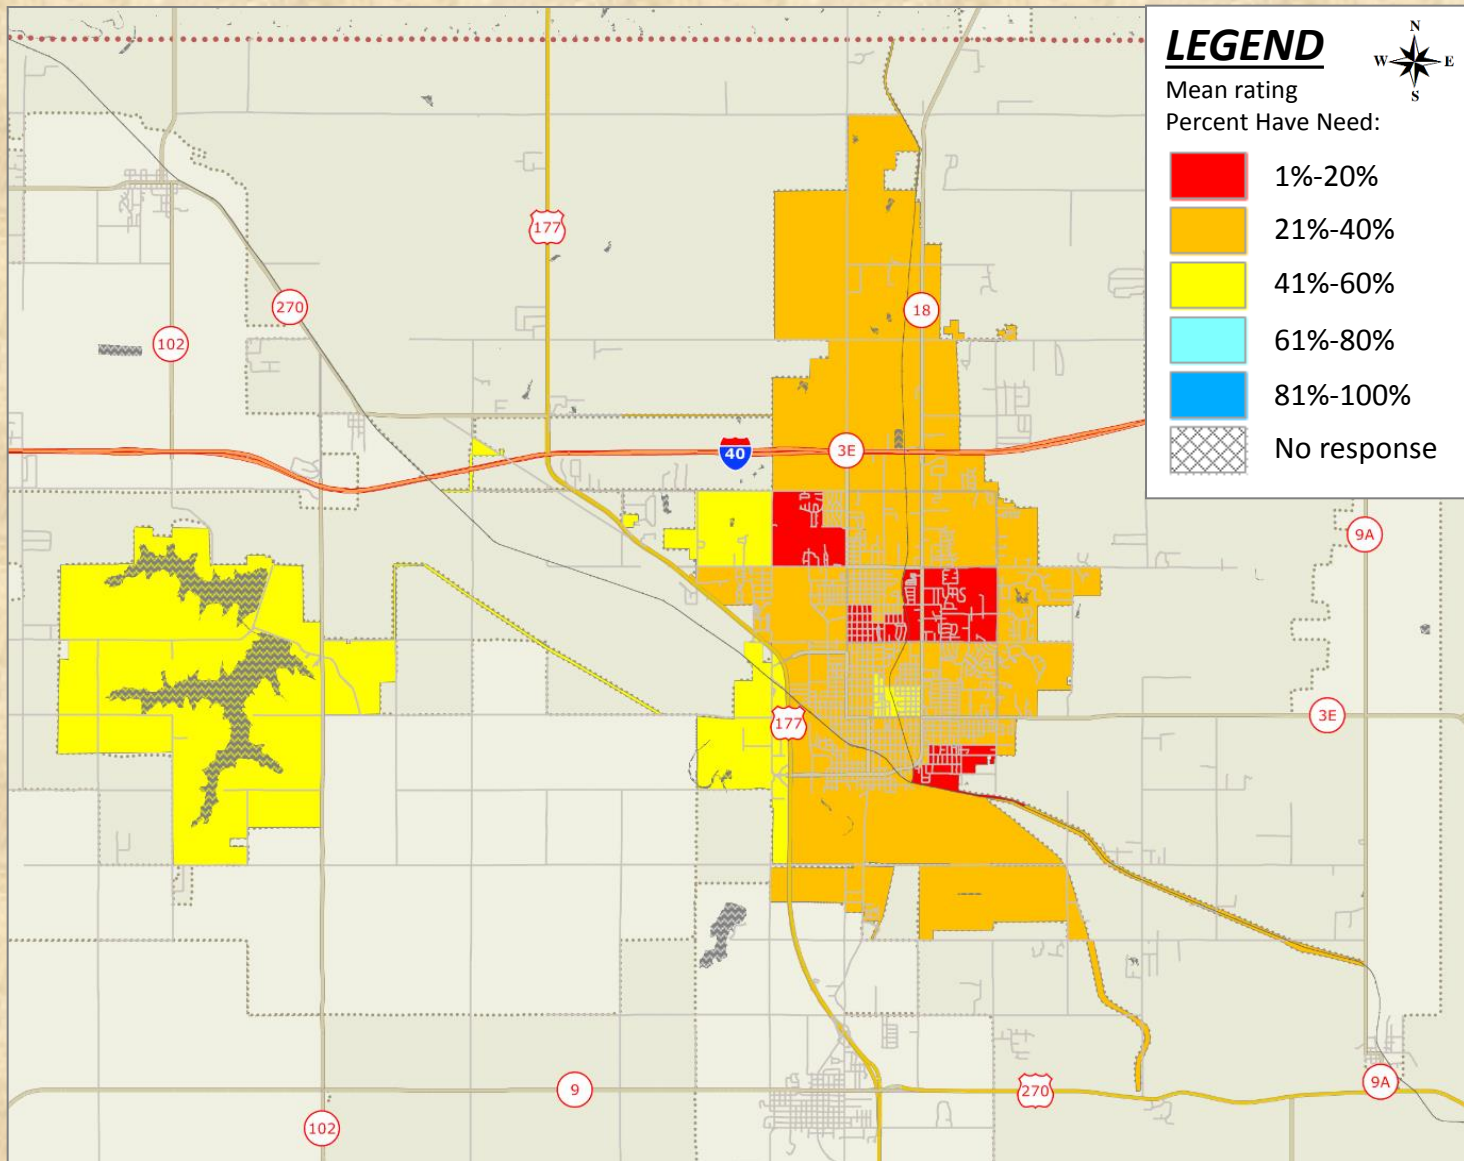 LEGEND
N
W E
S
Mean rating
Percent Have Need:
1%-20%
21%-40%
41%-60%
61%-80%
81%-100%
No response
177
270
18
102
40
3E
9A
177
3E
9
270
9A
102